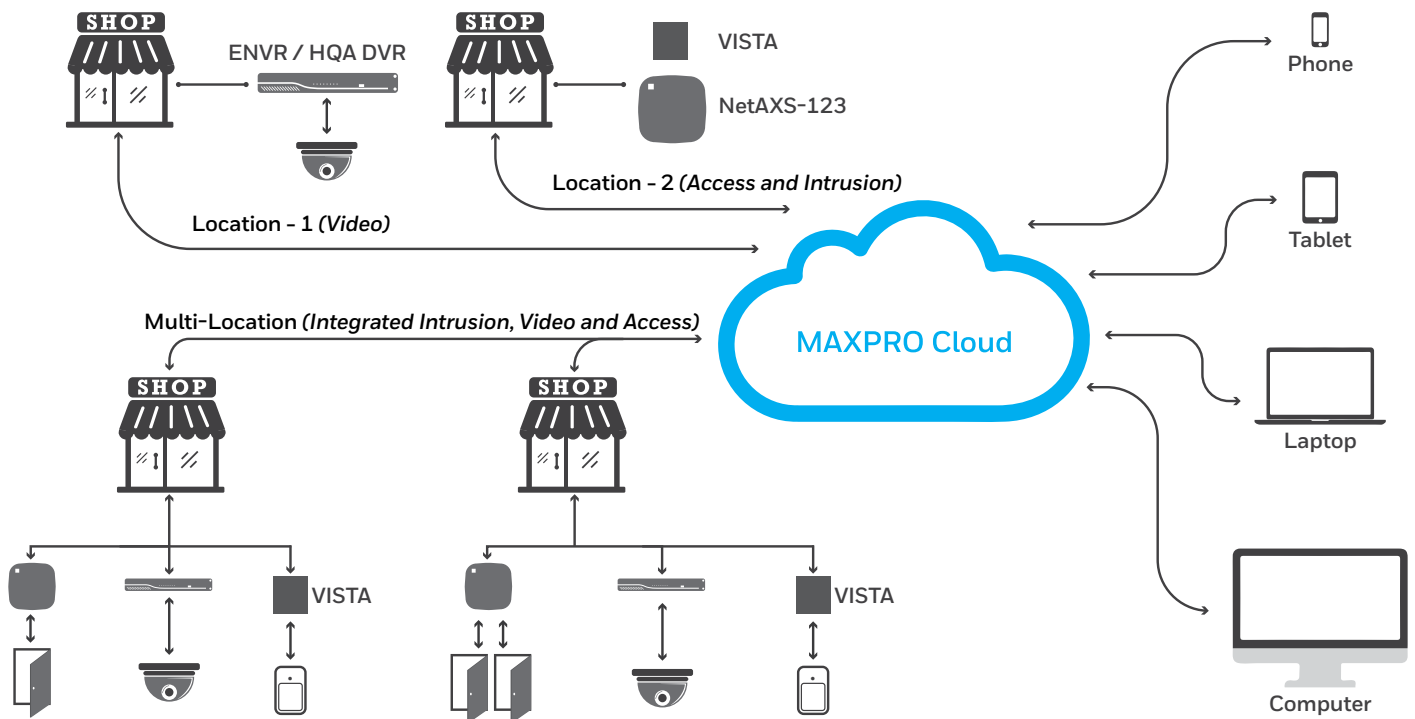 SHOP
ENVR / HQA DVR
SHOP
VISTA
NetAXS-123
Phone
Location - 2 (Access and Intrusion)
Location - 1 (Video)
Tablet
Multi-Location (Integrated Intrusion, Video and Access)
MAXPRO Cloud
SHOP
SHOP
Laptop
VISTA
VISTA
Computer